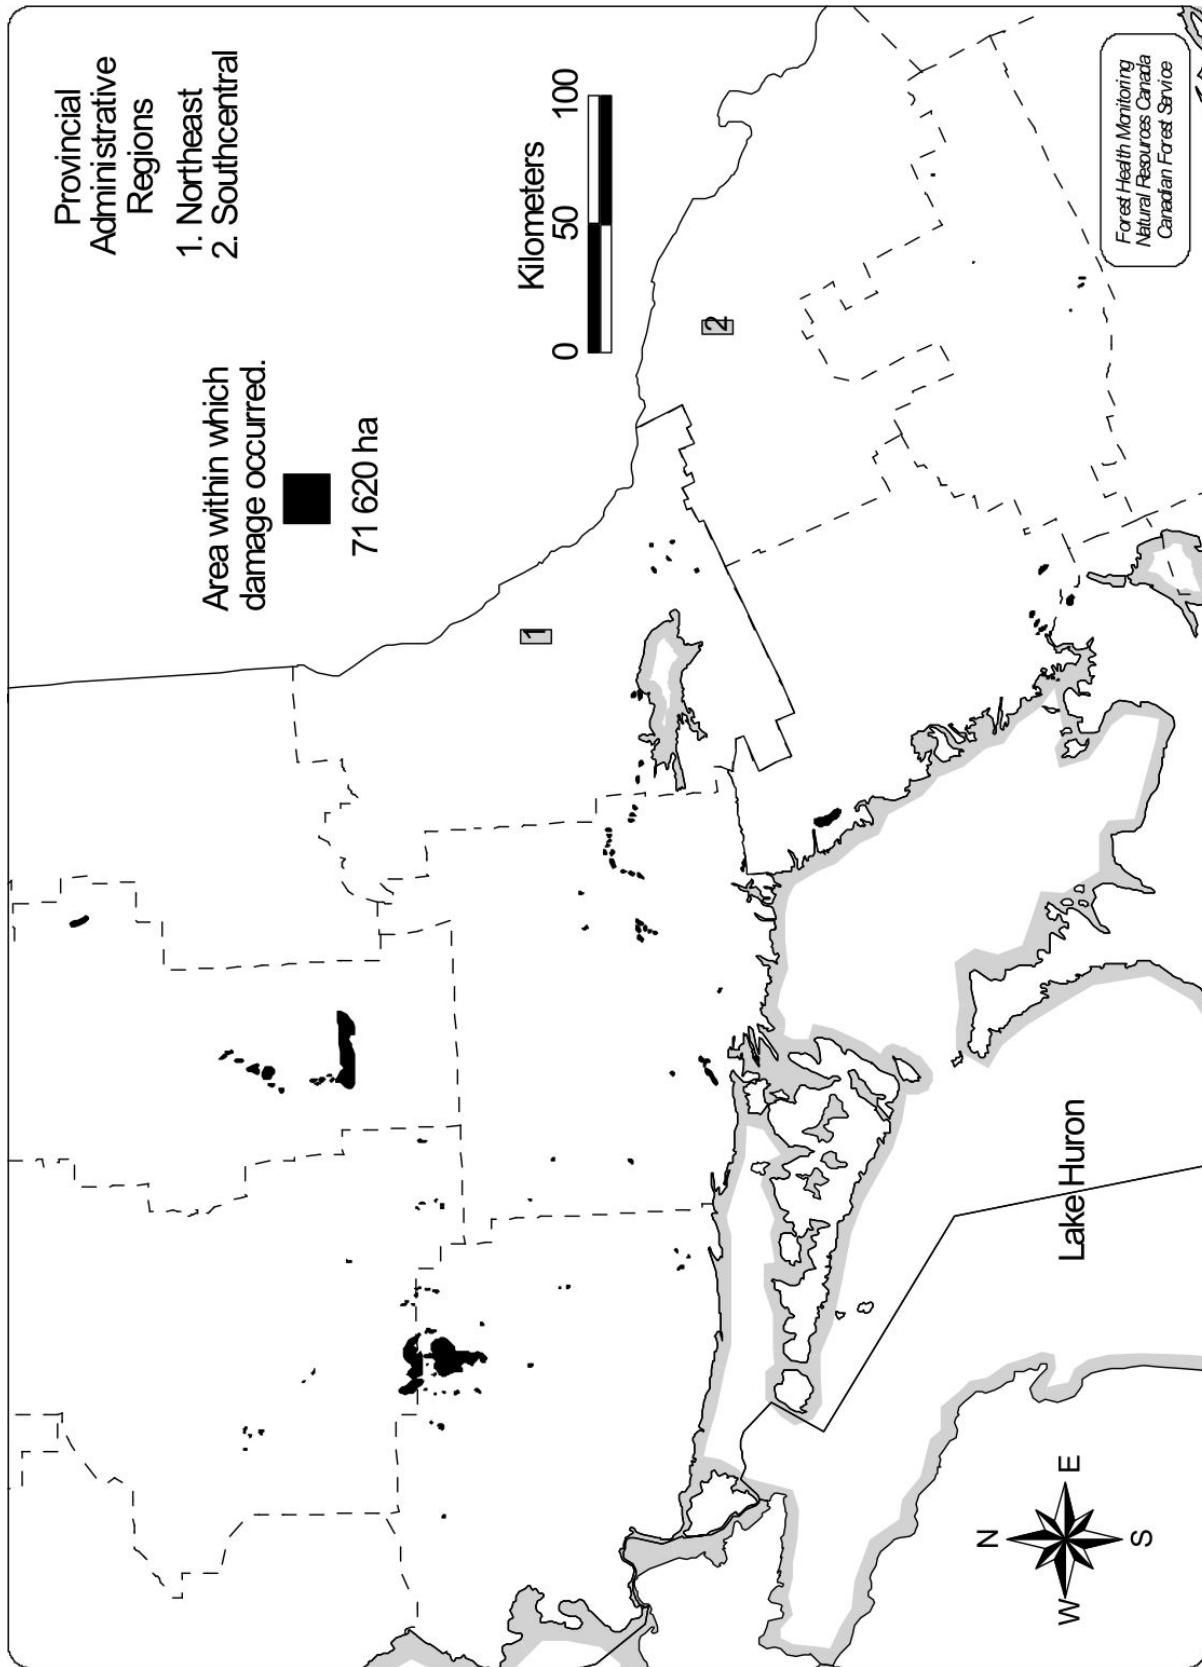 Provincial
Administrative
Regions
1. Northeast
2. Southcentral
Area within which
damage occurred.
71 620 ha
Kilometers
0 50 100
1
2
Lake Huron
N
W E
S
Forest Health Monitoring
Natural Resources Canada
Canadian Forest Service